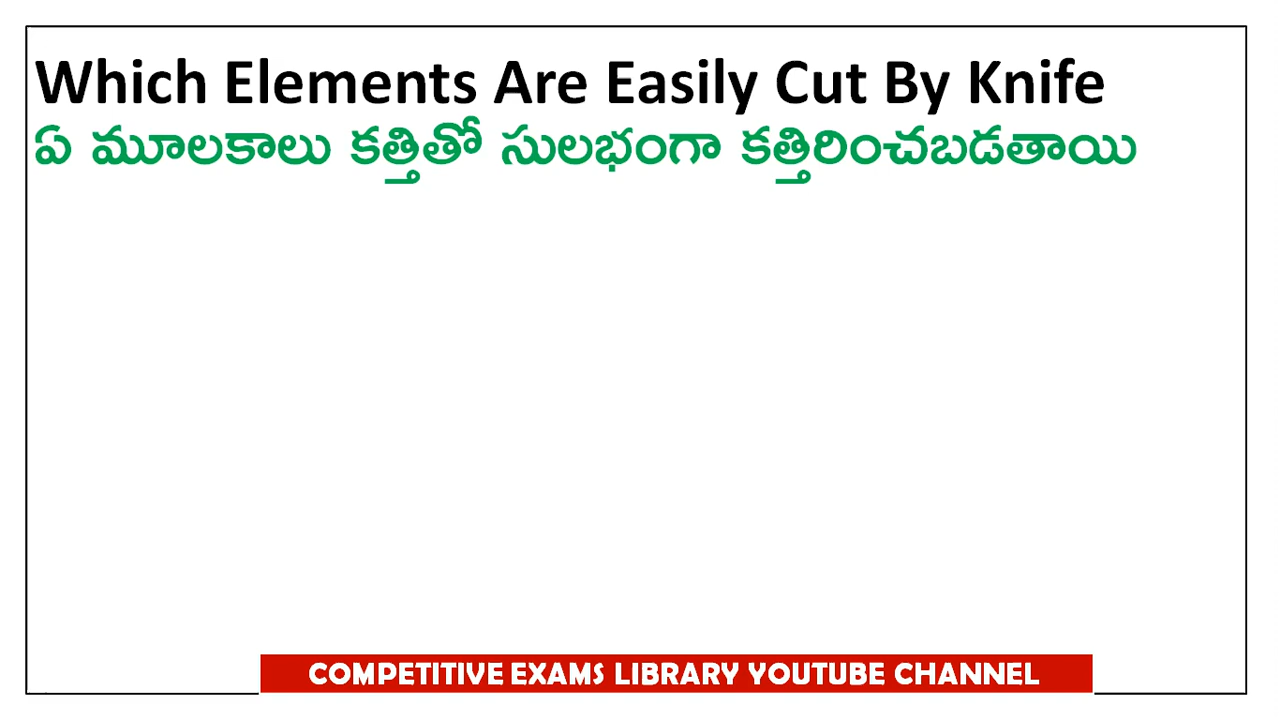 Which Elements Are Easily Cut By Knife
ఏ మూలకాలు కత్తితో సులభంగా కత్తిరించబడతాయి
COMPETITIVE EXAMS LIBRARY YOUTUBE CHANNEL